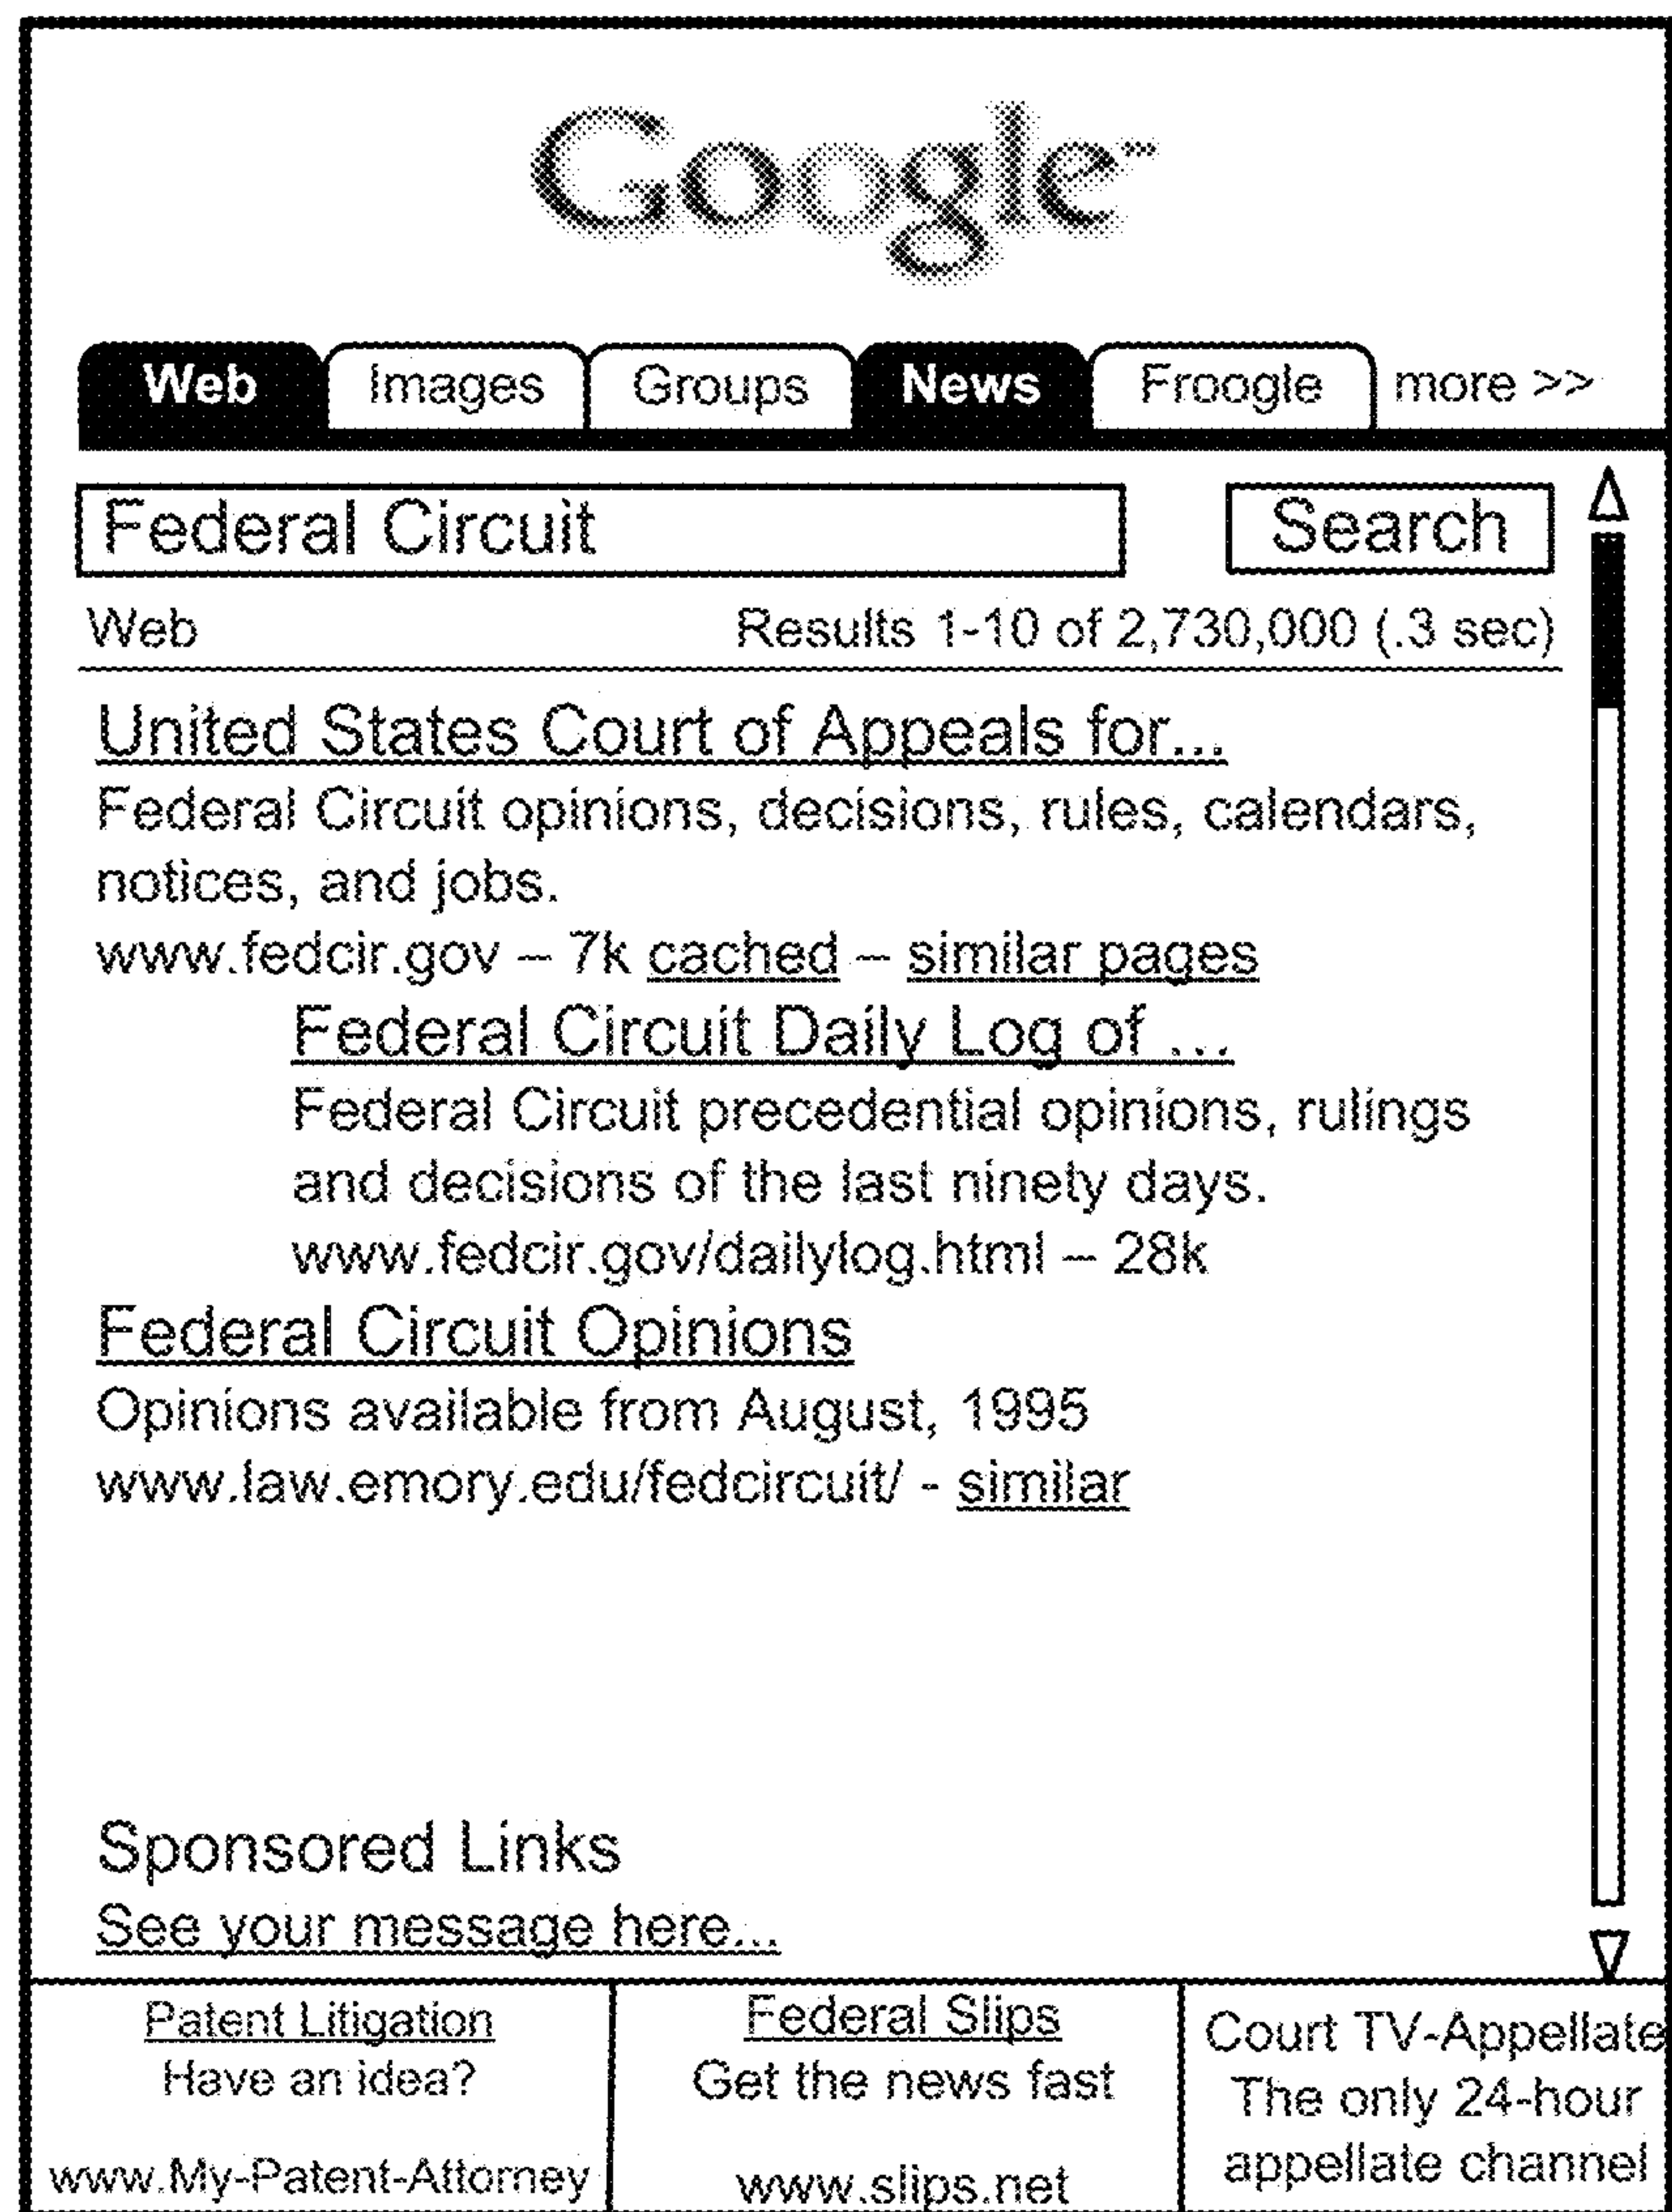 Google™
Web Images Groups News Froogle more >>
Federal Circuit Search
Web Results 1-10 of 2,730,000 (.3 sec)
United States Court of Appeals for...
Federal Circuit opinions, decisions, rules, calendars,
notices, and jobs.
www.fedcir.gov – 7k cached – similar pages
Federal Circuit Daily Log of ...
Federal Circuit precedential opinions, rulings
and decisions of the last ninety days.
www.fedcir.gov/dailylog.html – 28k
Federal Circuit Opinions
Opinions available from August, 1995
www.law.emory.edu/fedcircuit/ - similar
Sponsored Links
See your message here...
Patent Litigation
Have an idea?
www.My-Patent-Attorney
Federal Slips
Get the news fast
www.slips.net
Court TV-Appellate
The only 24-hour
appellate channel